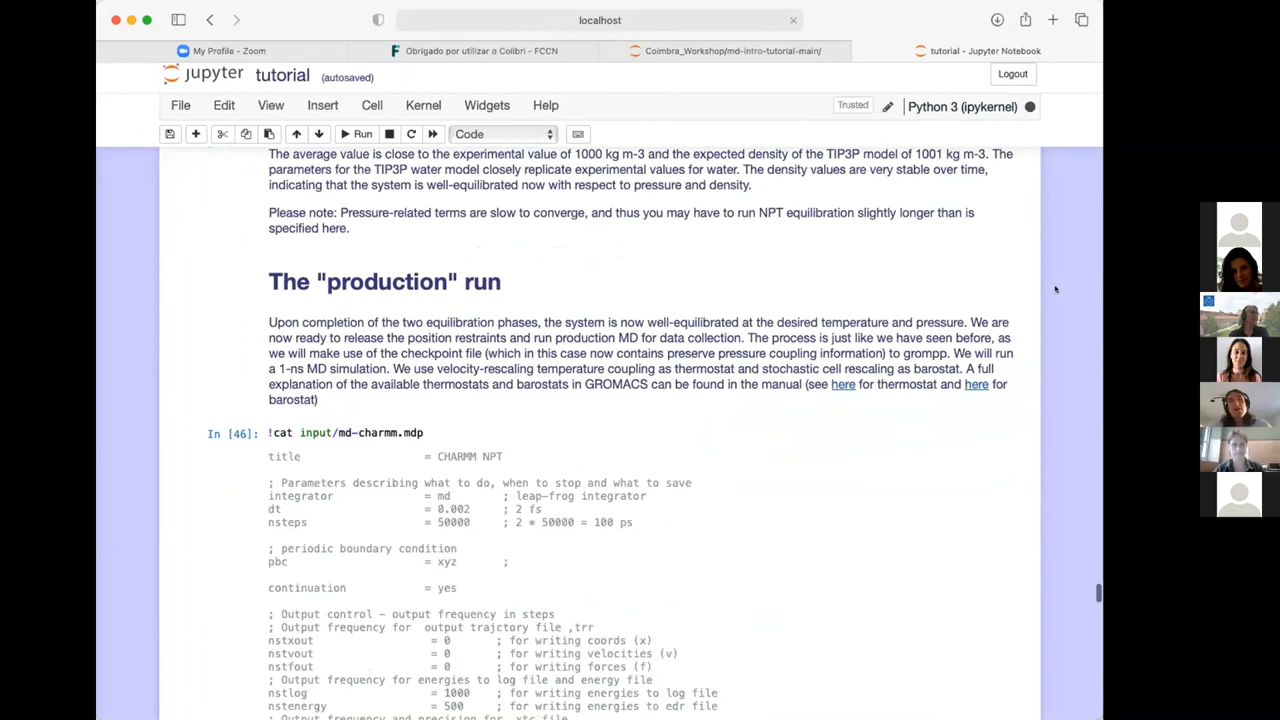 localhost
My Profile - Zoom
Obrigado por utilizar o Colibri - FCCN
Coimbra_Workshop/md-intro-tutorial-main/
tutorial - Jupyter Notebook
jupyter tutorial (autosaved)
Logout
File Edit View Insert Cell Kernel Widgets Help
Trusted Python 3 (ipykernel)
Run Code
The average value is close to the experimental value of 1000 kg m-3 and the expected density of the TIP3P model of 1001 kg m-3. The
parameters for the TIP3P water model closely replicate experimental values for water. The density values are very stable over time,
indicating that the system is well-equilibrated now with respect to pressure and density.
Please note: Pressure-related terms are slow to converge, and thus you may have to run NPT equilibration slightly longer than is
specified here.
The "production" run
Upon completion of the two equilibration phases, the system is now well-equilibrated at the desired temperature and pressure. We are
now ready to release the position restraints and run production MD for data collection. The process is just like we have seen before, as
we will make use of the checkpoint file (which in this case now contains preserve pressure coupling information) to grompp. We will run
a 1-ns MD simulation. We use velocity-rescaling temperature coupling as thermostat and stochastic cell rescaling as barostat. A full
explanation of the available thermostats and barostats in GROMACS can be found in the manual (see here for thermostat and here for
barostat)
In [46]: !cat input/md-charmm.mdp
title = CHARMM NPT
; Parameters describing what to do, when to stop and what to save
integrator = md ; leap-frog integrator
dt = 0.002 ; 2 fs
nsteps = 50000 ; 2 * 50000 = 100 ps
; periodic boundary condition
pbc = xyz ;
continuation = yes
; Output control - output frequency in steps
; Output frequency for output trajctory file ,trr
nstxout = 0 ; for writing coords (x)
nstvout = 0 ; for writing velocities (v)
nstfout = 0 ; for writing forces (f)
; Output frequency for energies to log file and energy file
nstlog = 1000 ; for writing energies to log file
nstenergy = 500 ; for writing energies to edr file
; Output frequency and precision for .xtc file